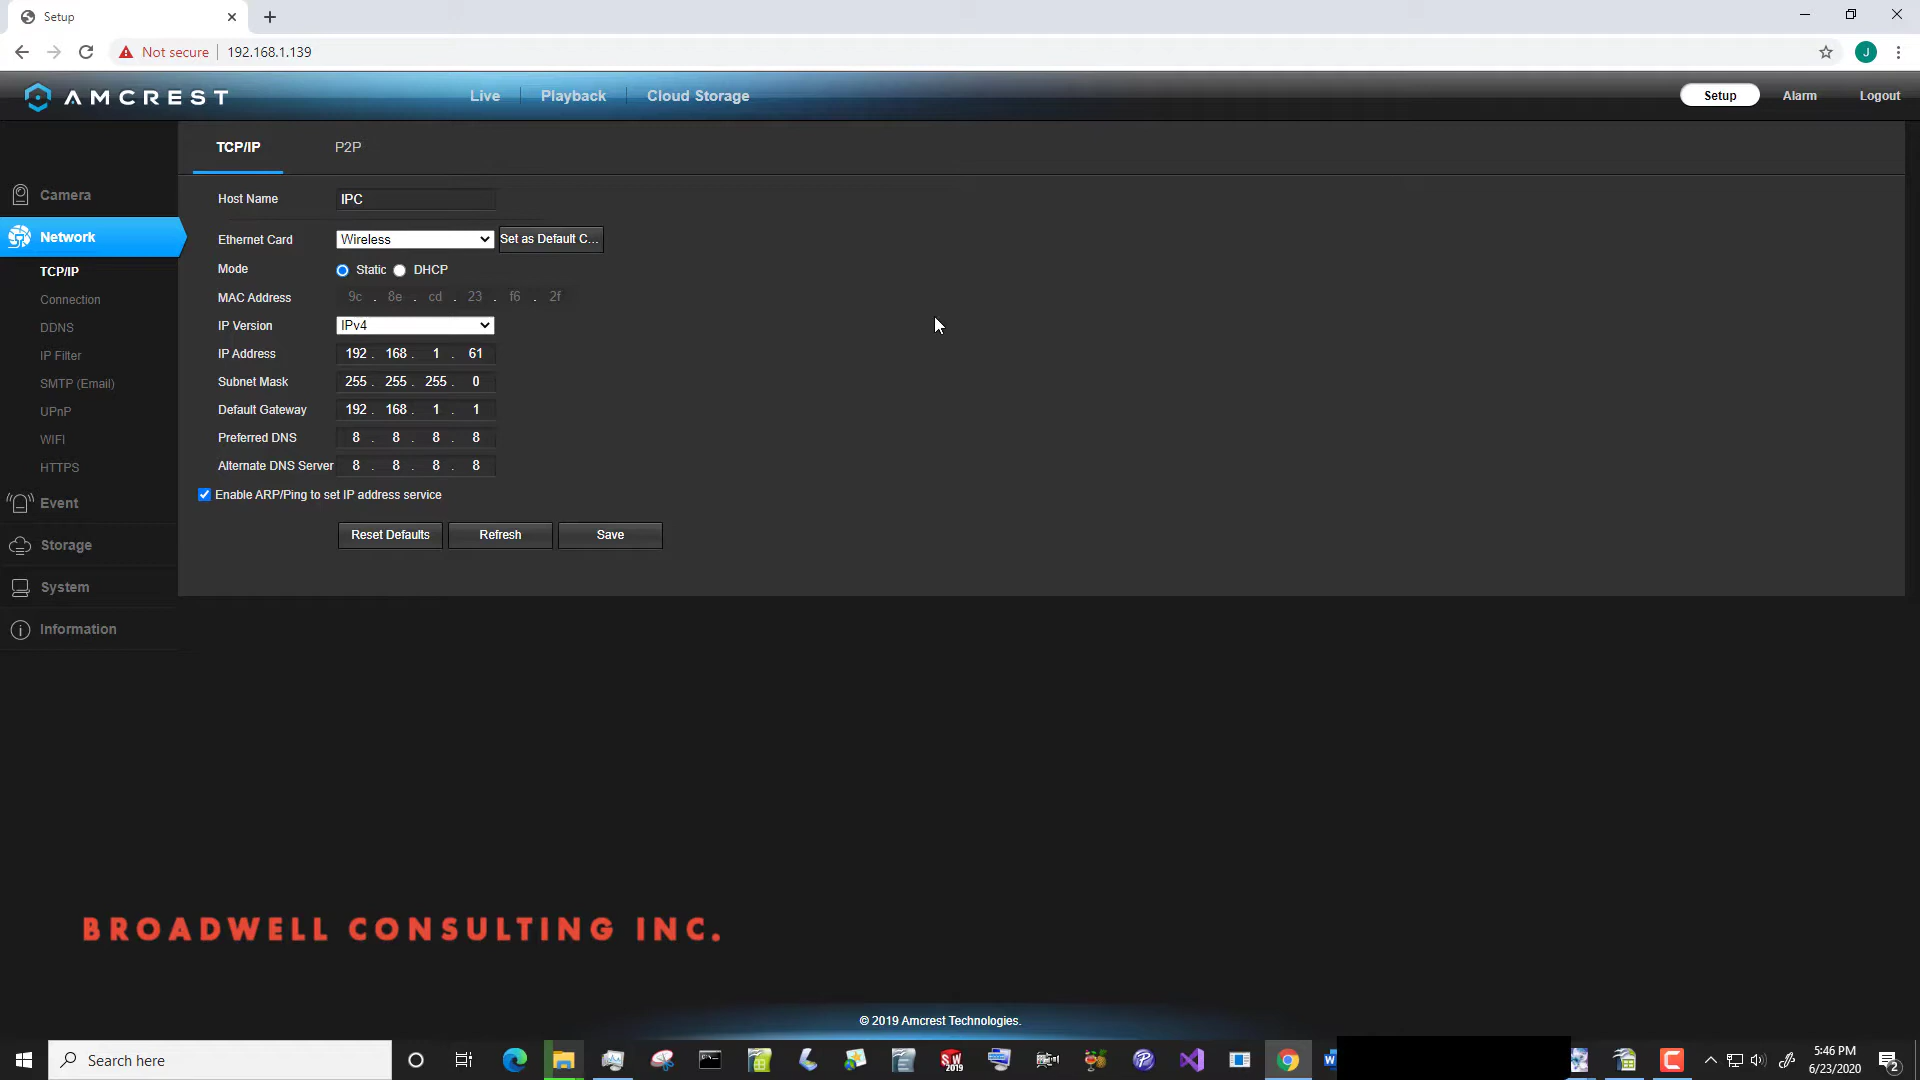 Setup
Not secure 192.168.1.139
J
AMCREST
Live Playback Cloud Storage
Setup Alarm Logout
TCP/IP P2P
Camera
Network
TCP/IP
Connection
DDNS
IP Filter
SMTP (Email)
UPnP
WIFI
HTTPS
Event
Storage
System
Information
Host Name IPC
Ethernet Card Wireless Set as Default C...
Mode Static DHCP
MAC Address 9c . 8e . cd . 23 . f6 . 2f
IP Version IPv4
IP Address 192 . 168 . 1 . 61
Subnet Mask 255 . 255 . 255 . 0
Default Gateway 192 . 168 . 1 . 1
Preferred DNS 8 . 8 . 8 . 8
Alternate DNS Server 8 . 8 . 8 . 8
Enable ARP/Ping to set IP address service
Reset Defaults Refresh Save
BROADWELL CONSULTING INC.
© 2019 Amcrest Technologies.
Search here
5:46 PM
6/23/2020
2